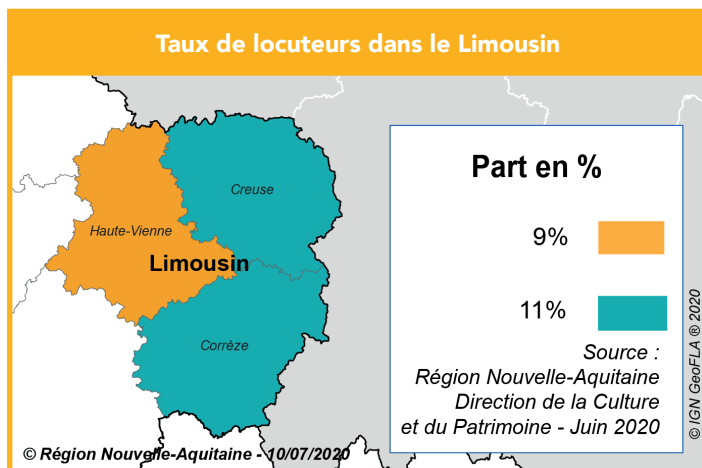 Taux de locuteurs dans le Limousin
Creuse
Haute-Vienne
Limousin
Corrèze
Part en %
9%
11%
Source :
Région Nouvelle-Aquitaine
Direction de la Culture
et du Patrimoine - Juin 2020
© IGN GeoFLA ® 2020
© Région Nouvelle-Aquitaine - 10/07/2020